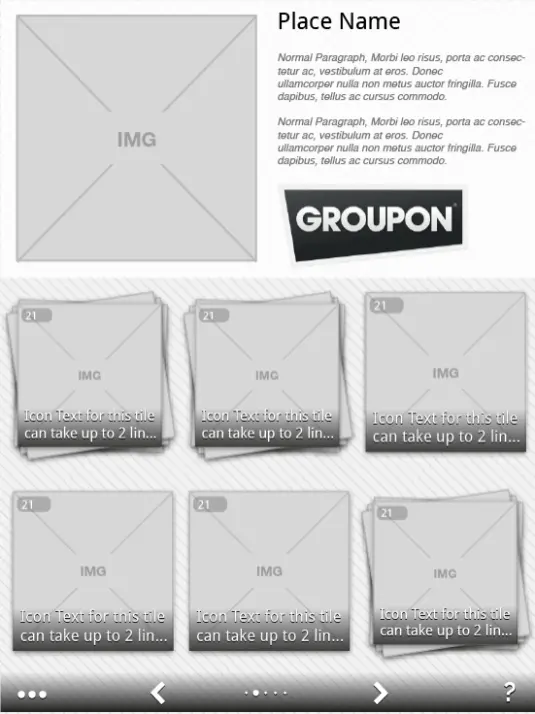 Place Name
IMG
Normal Paragraph, Morbi leo risus, porta ac consec-
tetur ac, vestibulum at eros. Donec
ullamcorper nulla non metus auctor fringilla. Fusce
dapibus, tellus ac cursus commodo.
Normal Paragraph, Morbi leo risus, porta ac consec-
tetur ac, vestibulum at eros. Donec
ullamcorper nulla non metus auctor fringilla. Fusce
dapibus, tellus ac cursus commodo.
GROUPON
21
IMG
Icon Text for this tile
can take up to 2 lin...
21
IMG
Icon Text for this tile
can take up to 2 lin...
21
IMG
Icon Text for this tile
can take up to 2 lin...
21
IMG
Icon Text for this tile
can take up to 2 lin...
21
IMG
Icon Text for this tile
can take up to 2 lin...
21
IMG
Icon Text for this tile
can take up to 2 lin...
?